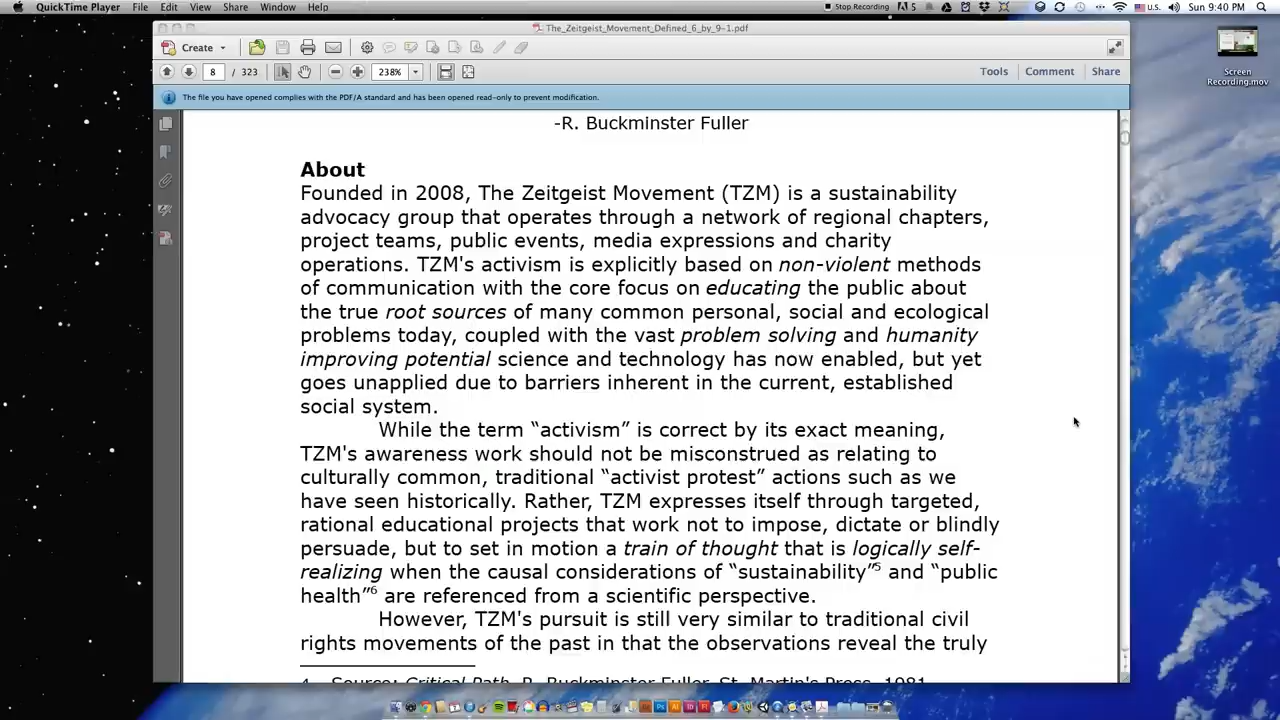 QuickTime Player File Edit View Share Window Help Stop Recording 5 U.S. Sun 9:40 PM
The_Zeitgeist_Movement_Defined_6_by_9-1.pdf
Create
8 / 323 238% Tools Comment Share
The file you have opened complies with the PDF/A standard and has been opened read-only to prevent modification.
Screen
Recording.mov
-R. Buckminster Fuller
About
Founded in 2008, The Zeitgeist Movement (TZM) is a sustainability
advocacy group that operates through a network of regional chapters,
project teams, public events, media expressions and charity
operations. TZM's activism is explicitly based on non-violent methods
of communication with the core focus on educating the public about
the true root sources of many common personal, social and ecological
problems today, coupled with the vast problem solving and humanity
improving potential science and technology has now enabled, but yet
goes unapplied due to barriers inherent in the current, established
social system.
While the term “activism” is correct by its exact meaning,
TZM's awareness work should not be misconstrued as relating to
culturally common, traditional “activist protest” actions such as we
have seen historically. Rather, TZM expresses itself through targeted,
rational educational projects that work not to impose, dictate or blindly
persuade, but to set in motion a train of thought that is logically self-
realizing when the causal considerations of “sustainability”5 and “public
health”6 are referenced from a scientific perspective.
However, TZM's pursuit is still very similar to traditional civil
rights movements of the past in that the observations reveal the truly
4 Source: Critical Path, R. Buckminster Fuller, St. Martin's Press, 1981